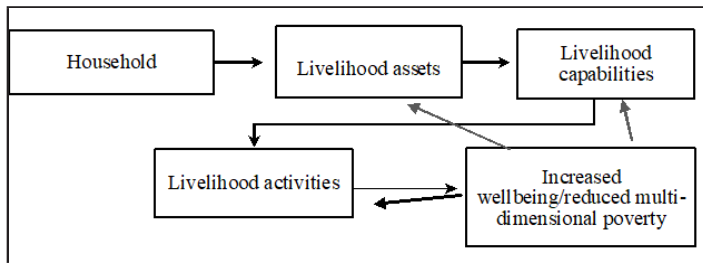 Household
Livelihood assets
Livelihood
capabilities
Livelihood activities
Increased
wellbeing/reduced multi-
dimensional poverty